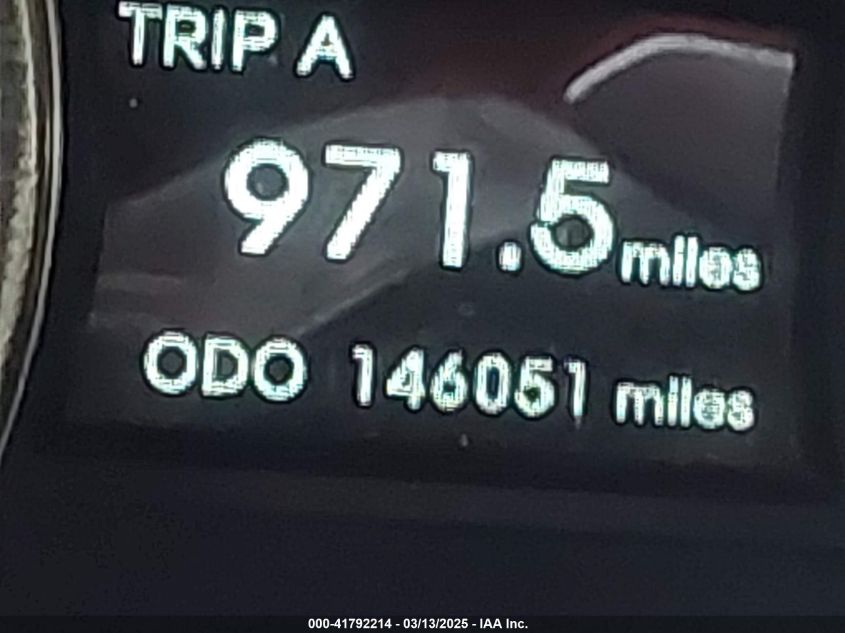 TRIP A
971.5 miles
ODO 146051 miles
000-41792214 - 03/13/2025 - IAA Inc.